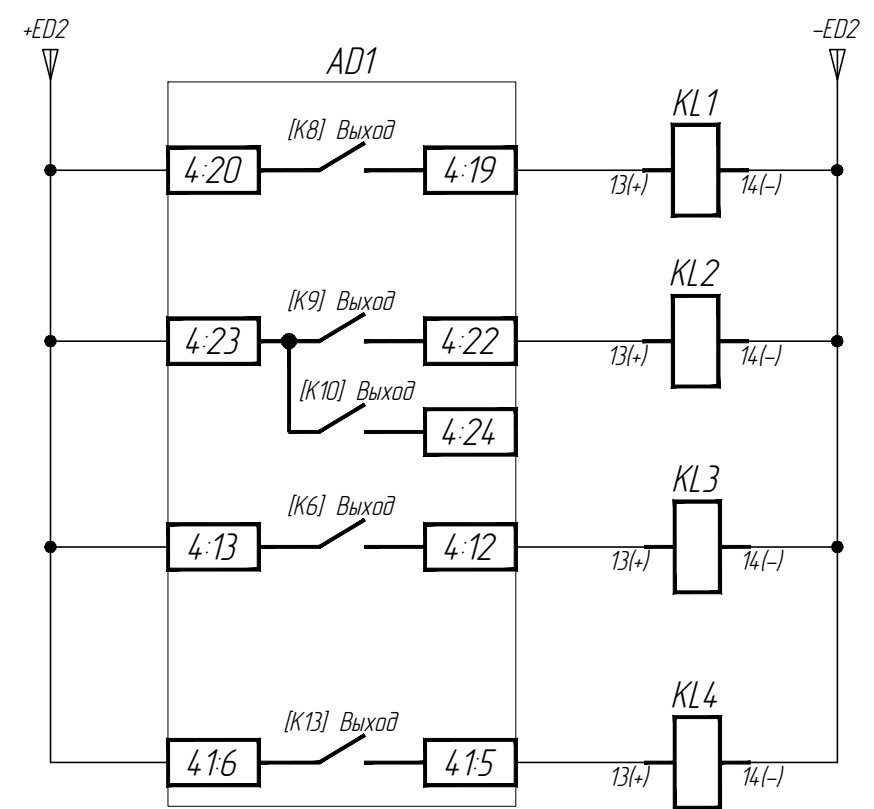 +ED2
–ED2
AD1
[K8] Выход
KL1
4:20
4:19
13(+)
14(–)
[K9] Выход
KL2
4:23
4:22
13(+)
14(–)
[K10] Выход
4:24
[K6] Выход
KL3
4:13
4:12
13(+)
14(–)
[K13] Выход
KL4
41:6
41:5
13(+)
14(–)